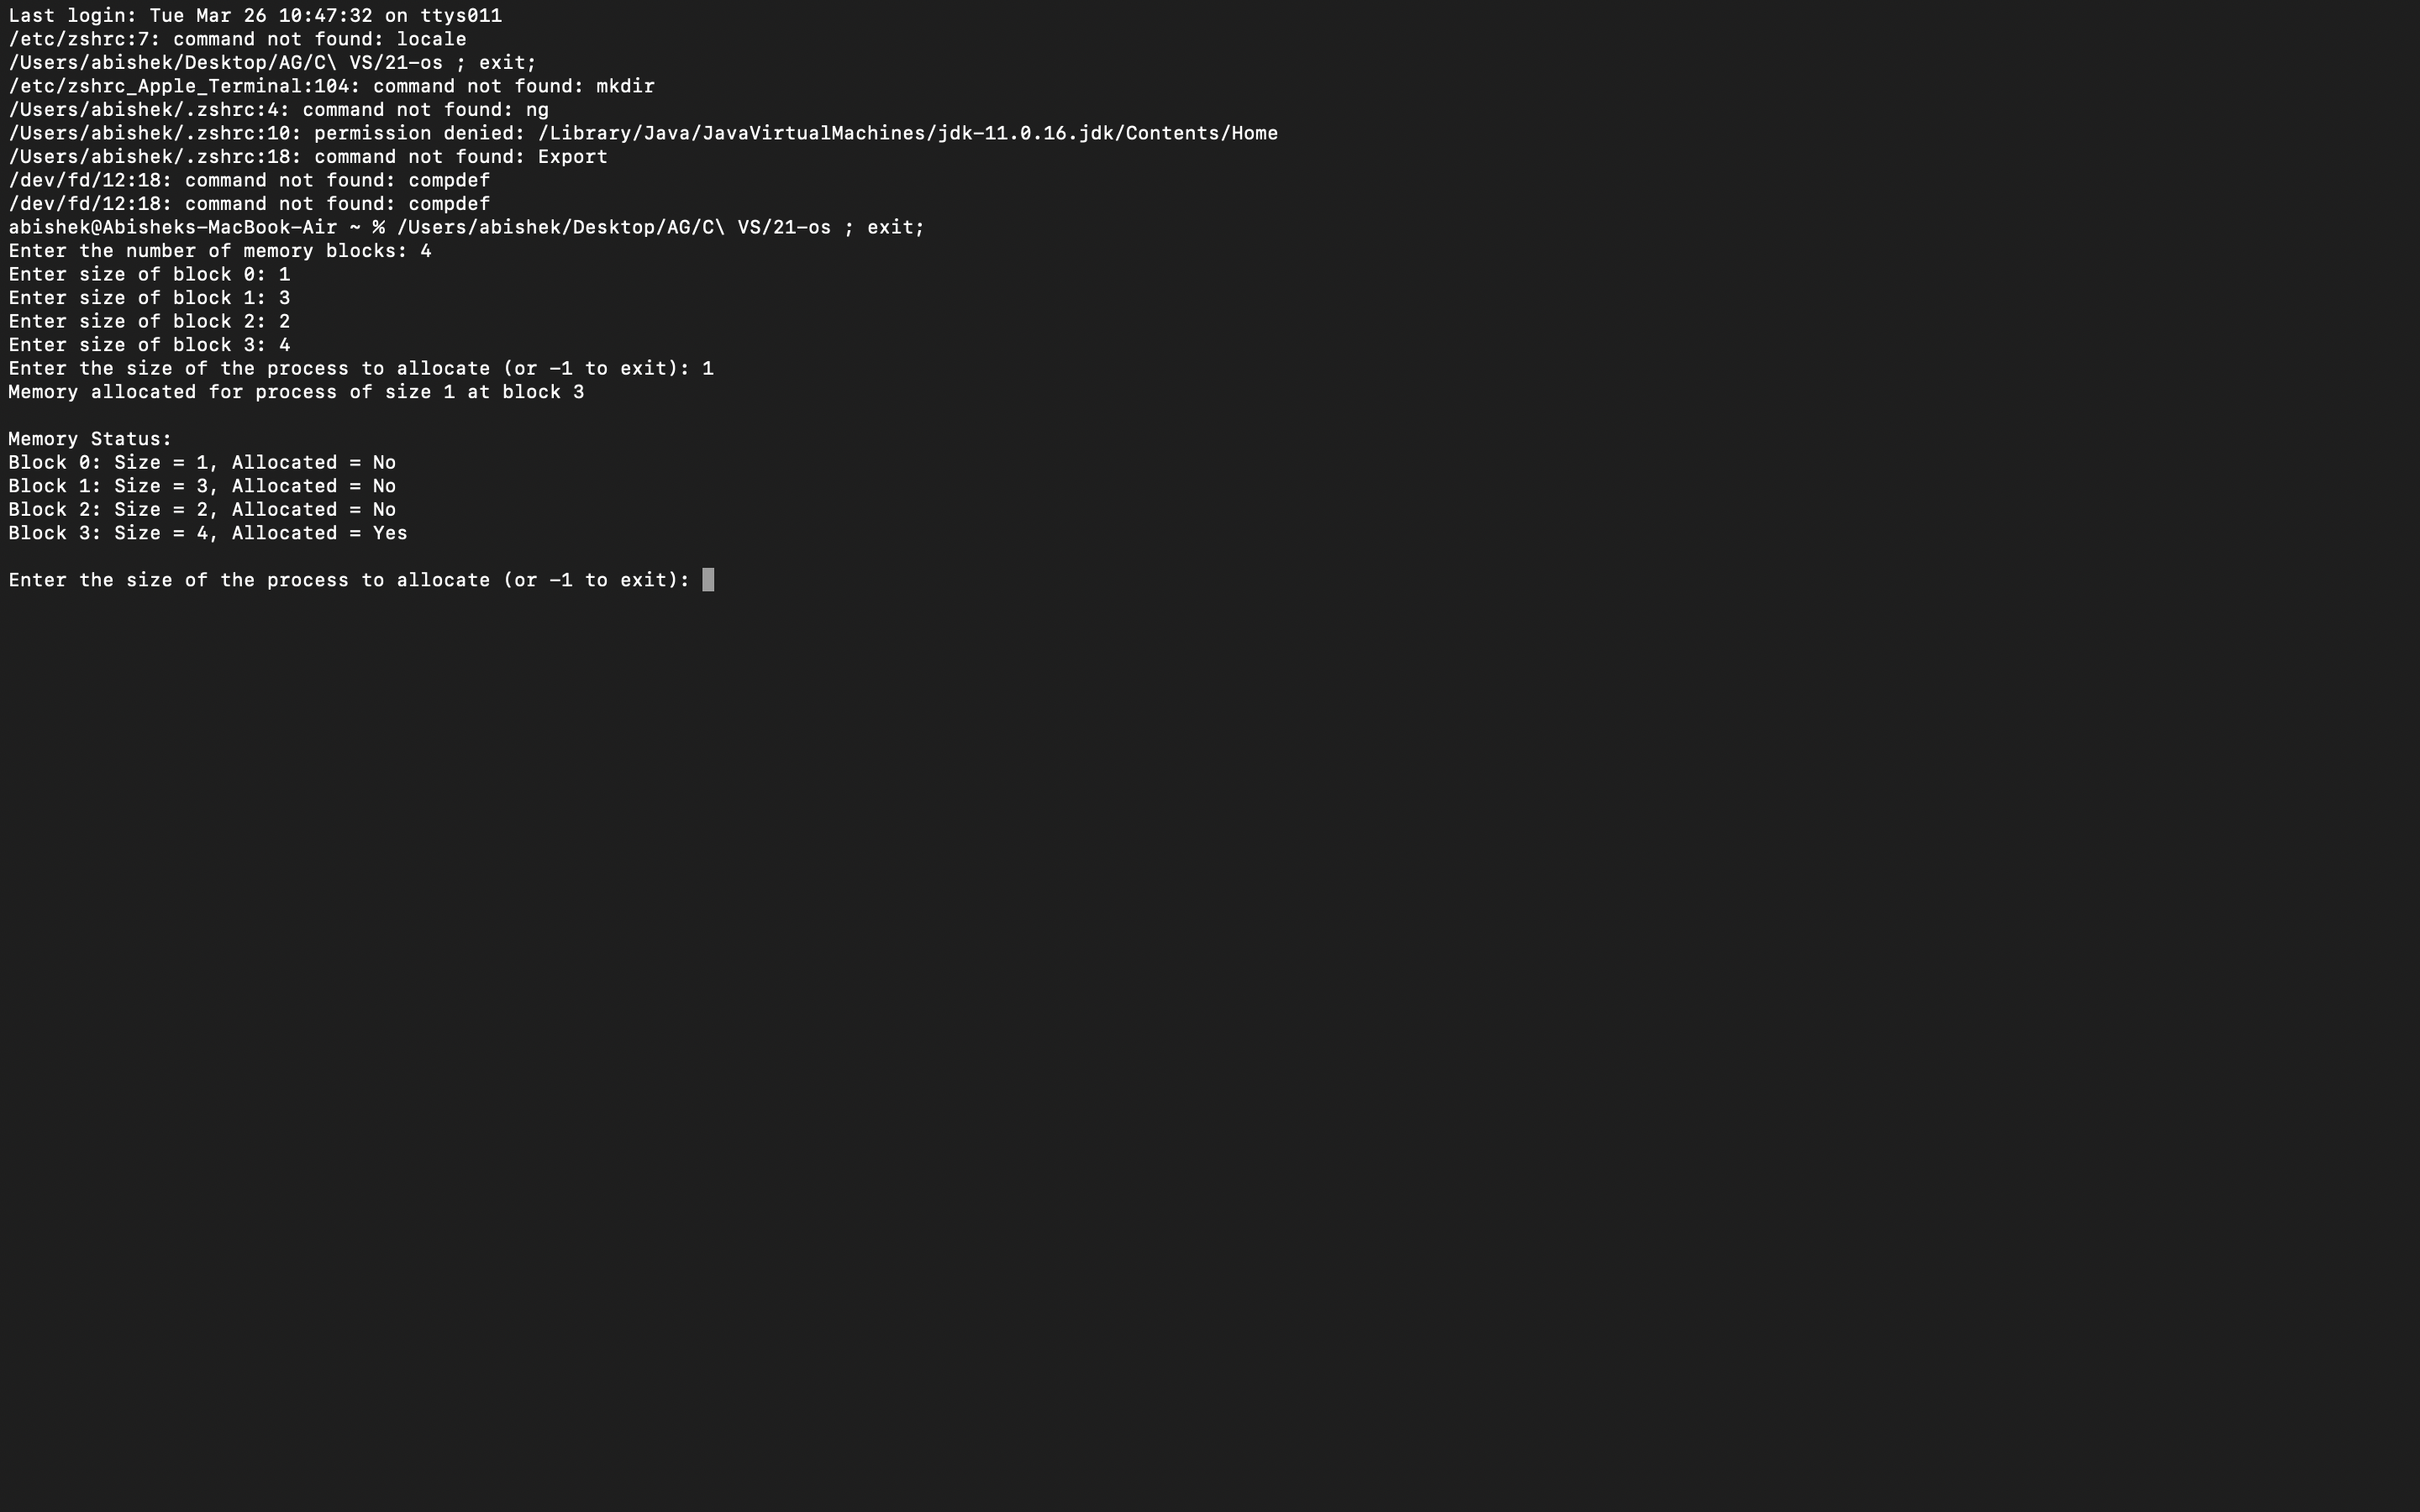 Last login: Tue Mar 26 10:47:32 on ttys011
/etc/zshrc:7: command not found: locale
/Users/abishek/Desktop/AG/C\ VS/21-os ; exit;
/etc/zshrc_Apple_Terminal:104: command not found: mkdir
/Users/abishek/.zshrc:4: command not found: ng
/Users/abishek/.zshrc:10: permission denied: /Library/Java/JavaVirtualMachines/jdk-11.0.16.jdk/Contents/Home
/Users/abishek/.zshrc:18: command not found: Export
/dev/fd/12:18: command not found: compdef
/dev/fd/12:18: command not found: compdef
abishek@Abisheks-MacBook-Air ~ % /Users/abishek/Desktop/AG/C\ VS/21-os ; exit;
Enter the number of memory blocks: 4
Enter size of block 0: 1
Enter size of block 1: 3
Enter size of block 2: 2
Enter size of block 3: 4
Enter the size of the process to allocate (or -1 to exit): 1
Memory allocated for process of size 1 at block 3
Memory Status:
Block 0: Size = 1, Allocated = No
Block 1: Size = 3, Allocated = No
Block 2: Size = 2, Allocated = No
Block 3: Size = 4, Allocated = Yes
Enter the size of the process to allocate (or -1 to exit):